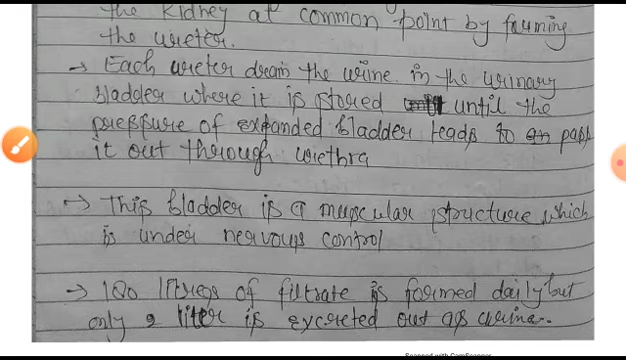 the kidney at common point by forming
the ureter.
→ Each ureter drain the urine in the urinary
bladder where it is stored until the
pressure of expanded bladder leads to pass
it out through urethra
→ This bladder is a muscular structure which
is under nervous control
→ 180 litres of filtrate is formed daily but
only 2 liter is excreted out as urine..
Scanned with CamScanner